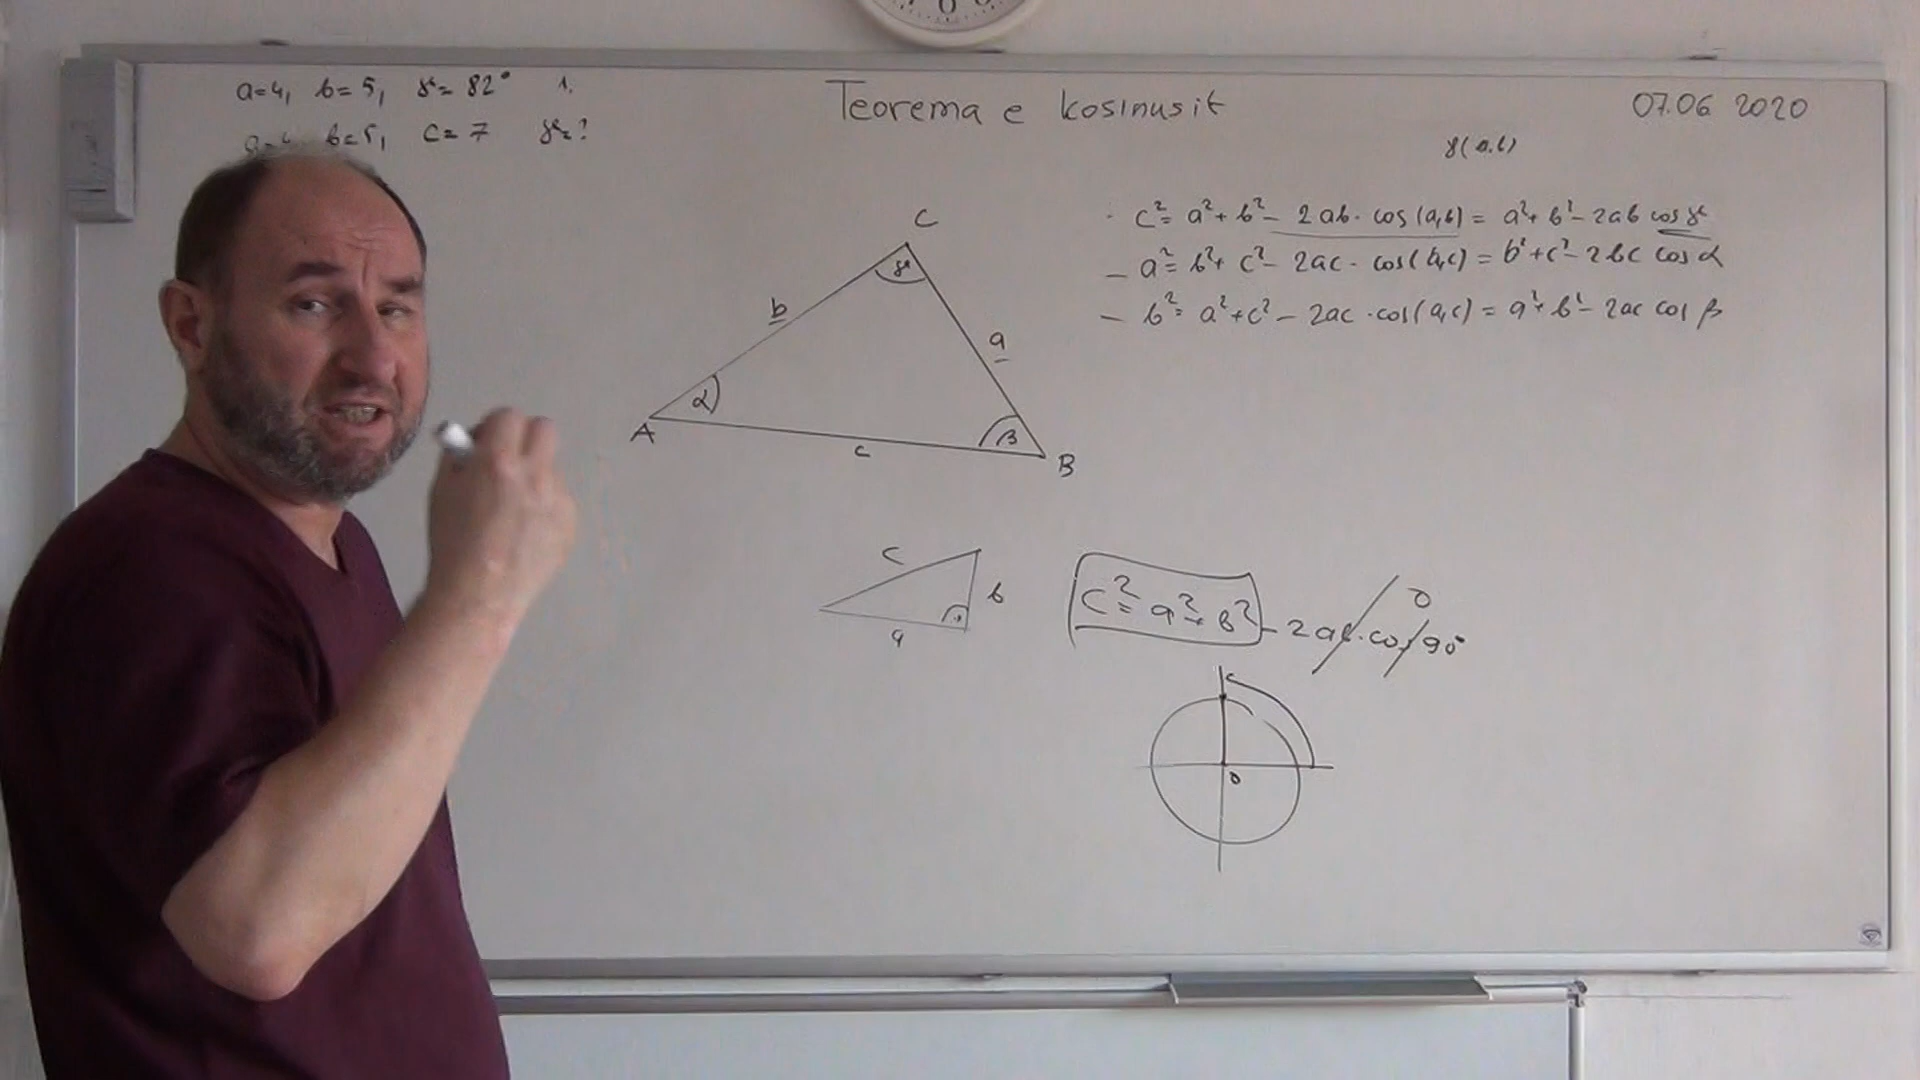 a=4, b=5, γ= 82° 1.
a=4, b=5, c= 7 γ=?
Teorema e kosinusit
07.06 2020
γ(a,b)
c²= a²+ b²- 2ab· cos(a,b) = a²+ b²- 2ab cos γ
- a²= b²+ c²- 2ac · cos(b,c) = b²+c²- 2bc cos α
- b²= a²+c² - 2ac ·cos(a,c) = a²+ b²- 2ac cos β
C
γ
b
a
α
β
A
c
B
c
b
a
c²= a²+ b² - 2ab·cos 90° 0
0